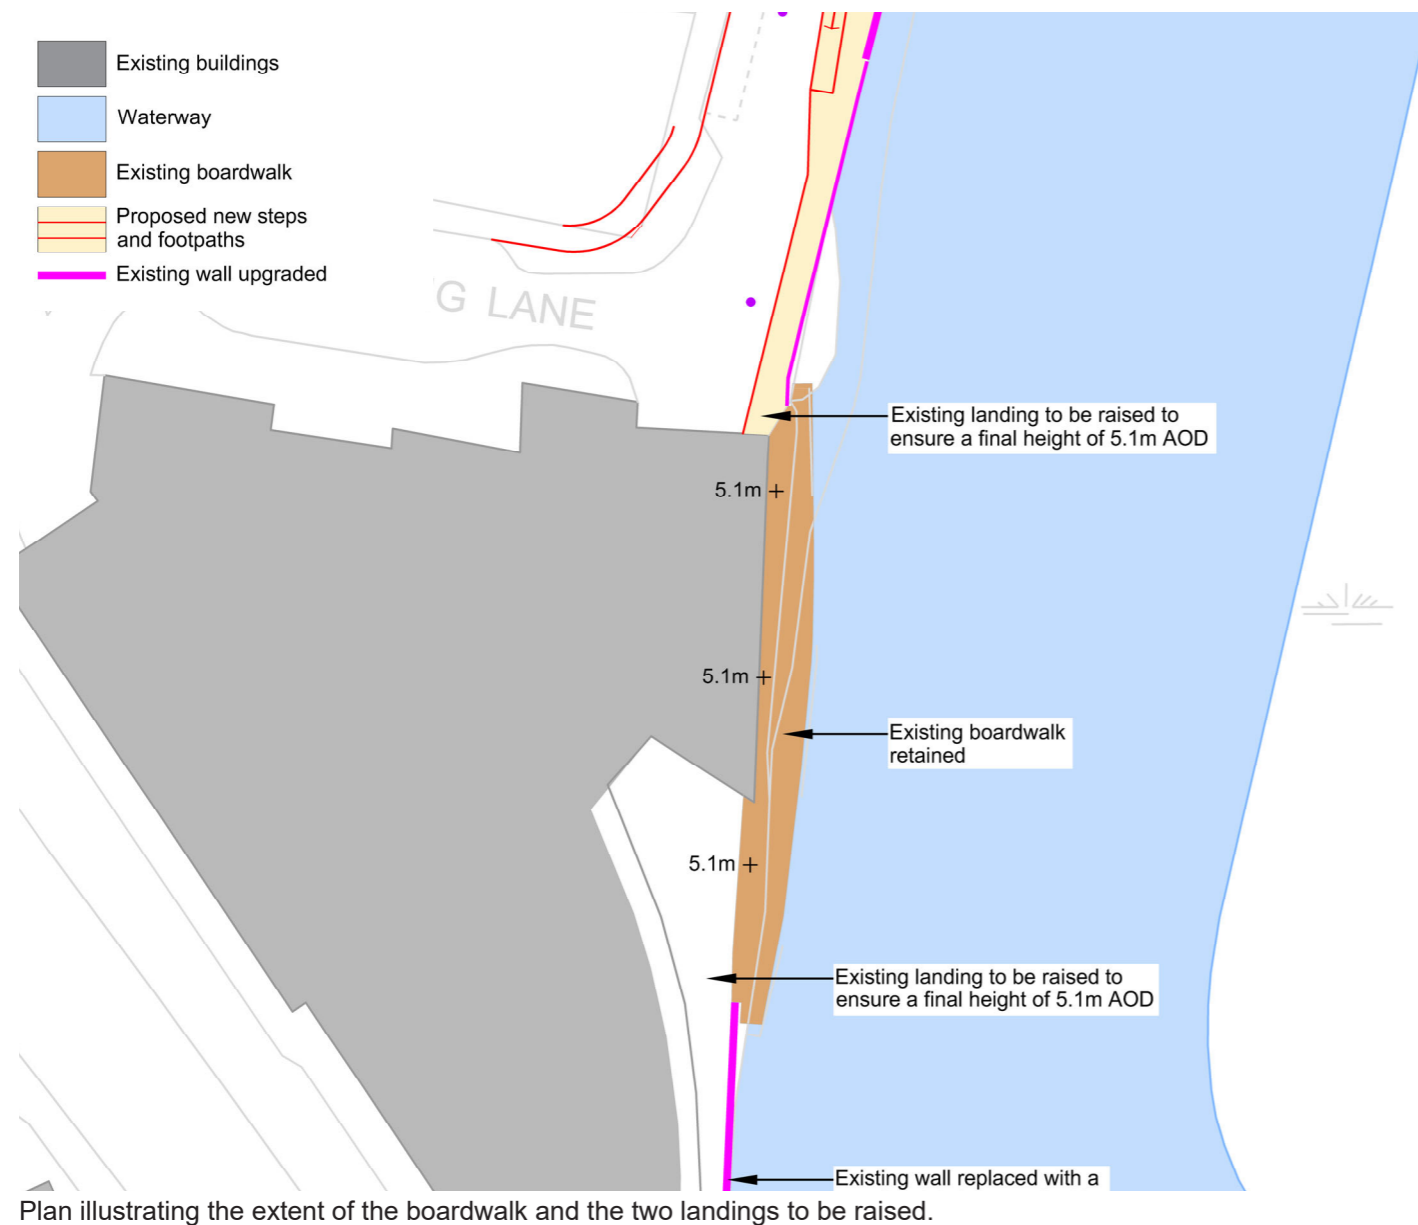 Existing buildings
Waterway
Existing boardwalk
Proposed new steps
and footpaths
Existing wall upgraded
G LANE
Existing landing to be raised to
ensure a final height of 5.1m AOD
5.1m
5.1m
Existing boardwalk
retained
5.1m
Existing landing to be raised to
ensure a final height of 5.1m AOD
Existing wall replaced with a
Plan illustrating the extent of the boardwalk and the two landings to be raised.